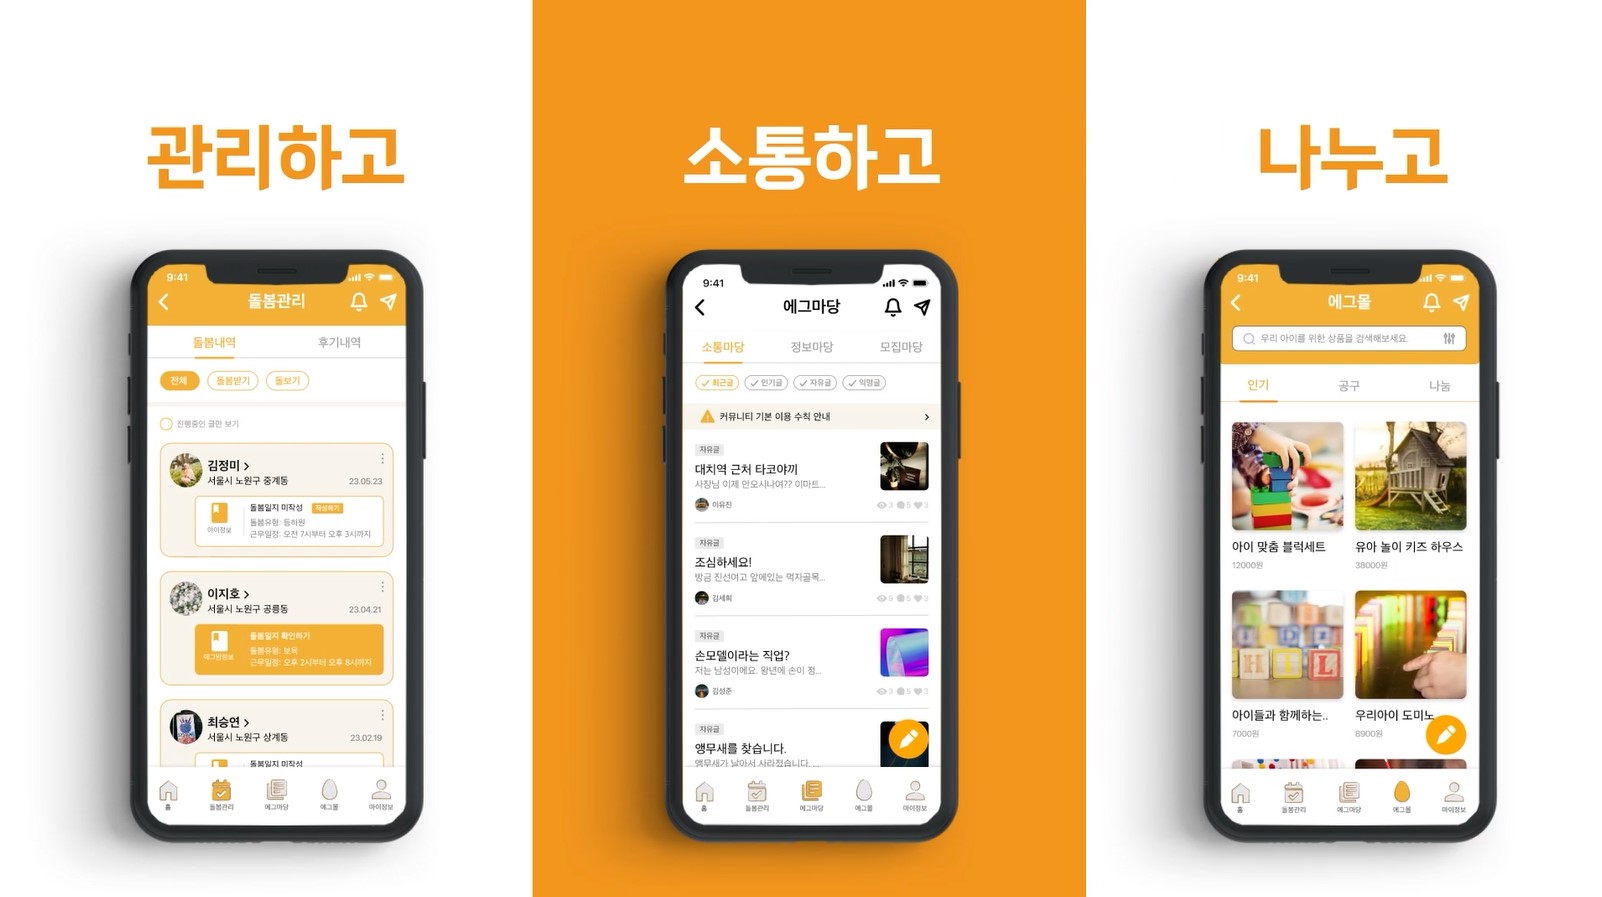 관리하고
9:41
돌봄관리
돌봄내역 후기내역
전체 돌봄받기 돌보기
진행중인 글만 보기
김정미 >
서울시 노원구 중계동 23.05.23
돌봄일지 미작성 작성하기
아이정보
돌봄유형: 등하원
근무일정: 오전 7시부터 오후 3시까지
이지호 >
서울시 노원구 공릉동 23.04.21
돌봄일지 확인하기
에그맘정보
돌봄유형: 보육
근무일정: 오후 2시부터 오후 8시까지
최승연 >
서울시 노원구 상계동 23.02.19
돌봄일지 미작성
홈 돌봄관리 에그마당 에그몰 마이정보
소통하고
9:41
에그마당
소통마당 정보마당 모집마당
최근글 인기글 자유글 익명글
커뮤니티 기본 이용 수칙 안내
자유글
대치역 근처 타코야끼
사장님 이제 안오시나여?? 이마트...
이유진 3 5 3
자유글
조심하세요!
방금 진선여고 앞에있는 먹자골목...
김세희 9 5 3
자유글
손모델이라는 직업?
저는 남성이에요. 왕년에 손이 정...
김성준 3 5 3
자유글
앵무새를 찾습니다.
앵무새가 날아서 사라졌습니다. ...
홈 돌봄관리 에그마당 에그몰 마이정보
나누고
9:41
에그몰
우리 아이를 위한 상품을 검색해보세요.
인기 공구 나눔
아이 맞춤 블럭세트 유아 놀이 키즈 하우스
12000원 38000원
아이들과 함께하는.. 우리아이 도미노
7000원 8900원
홈 돌봄관리 에그마당 에그몰 마이정보